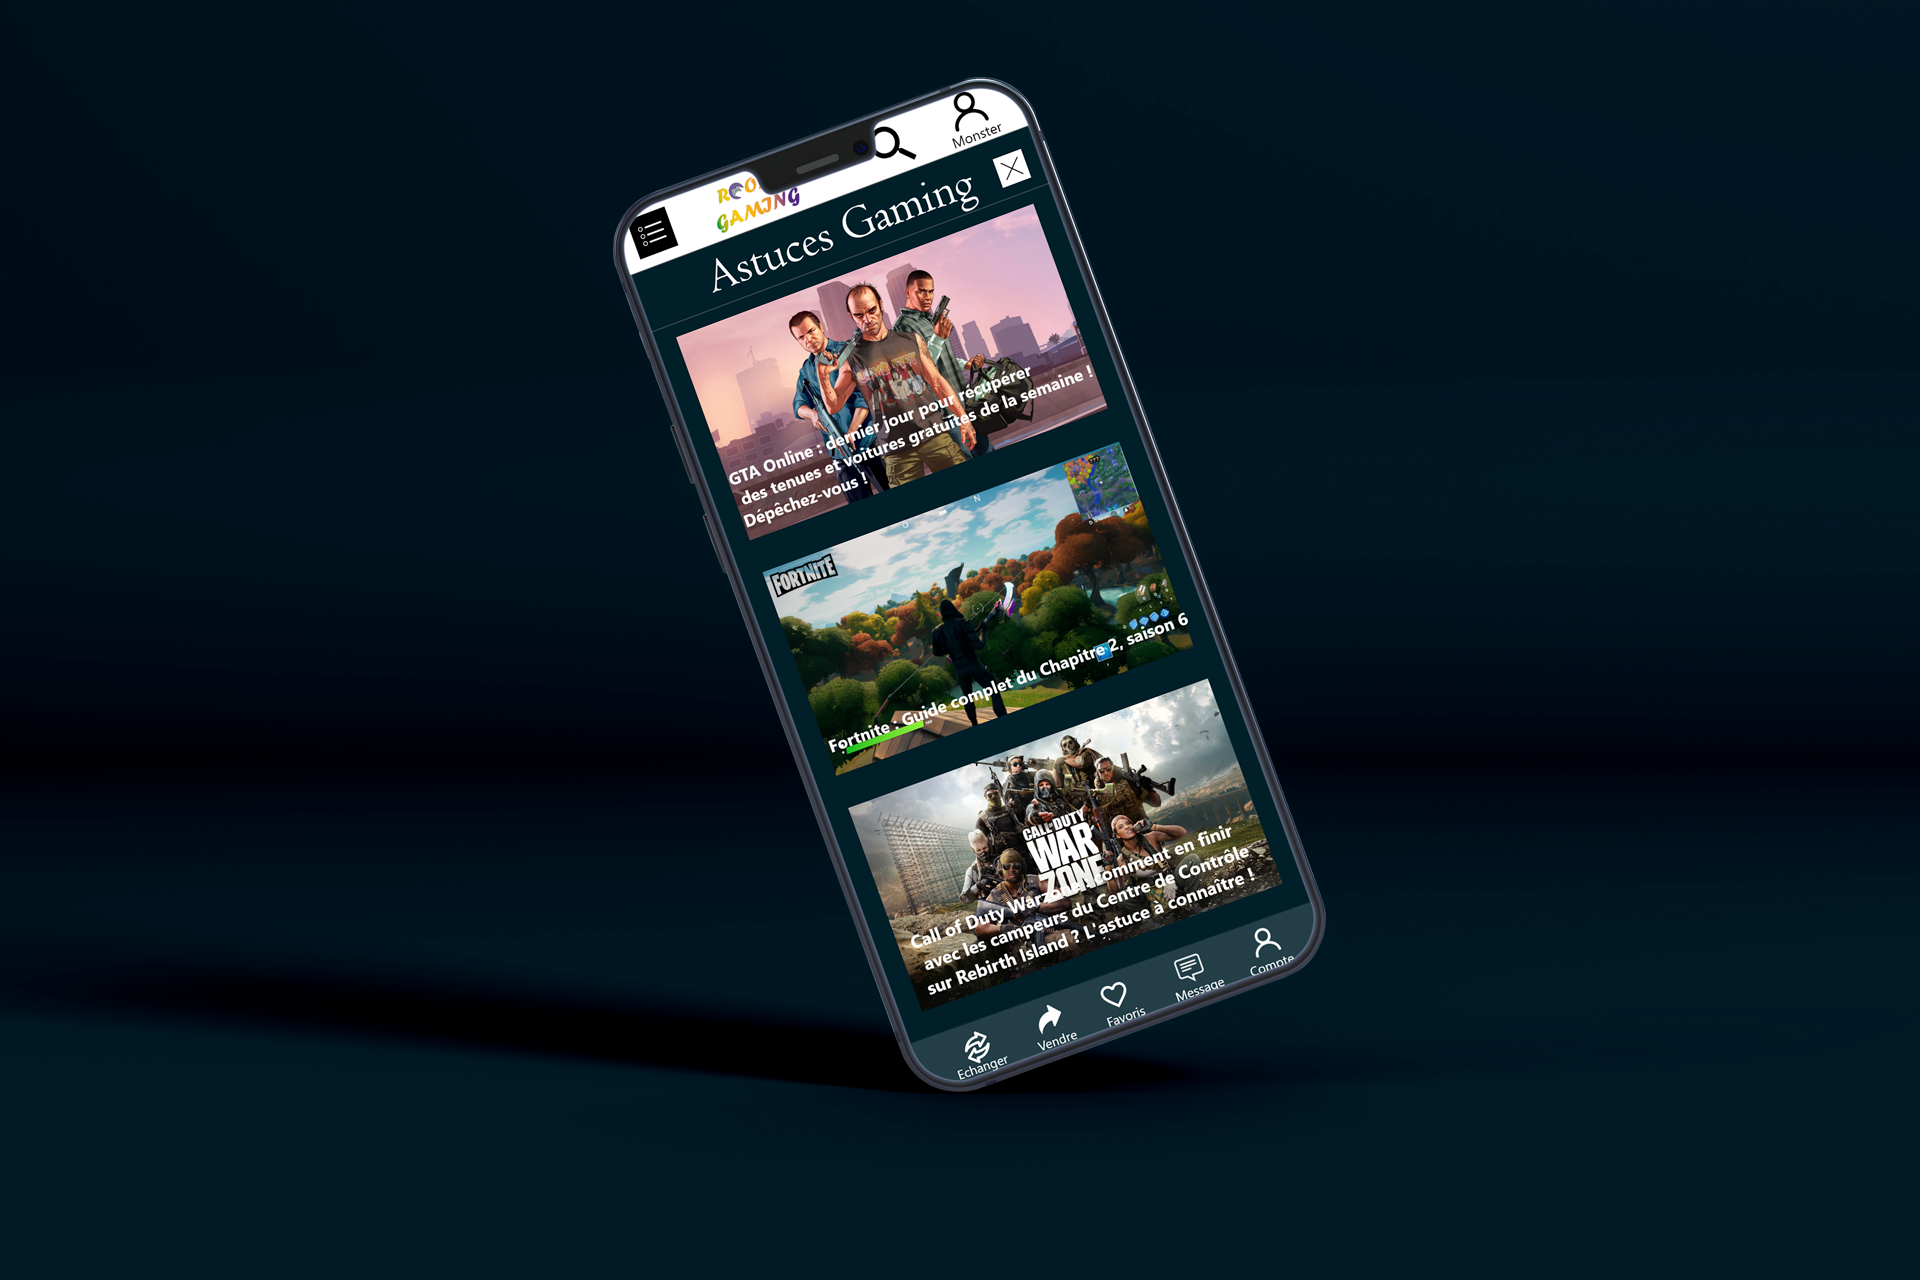 Monster
GAMING
Astuces Gaming
GTA Online : dernier jour pour récupérer
des tenues et voitures gratuites de la semaine !
Dépêchez-vous !
N
FORTNITE
Fortnite : Guide complet du Chapitre 2, saison 6
CALL OF DUTY
WAR
ZONE
Call of Duty Warzone : comment en finir
avec les campeurs du Centre de Contrôle
sur Rebirth Island ? L'astuce à connaître !
Echanger
Vendre
Favoris
Message
Compte